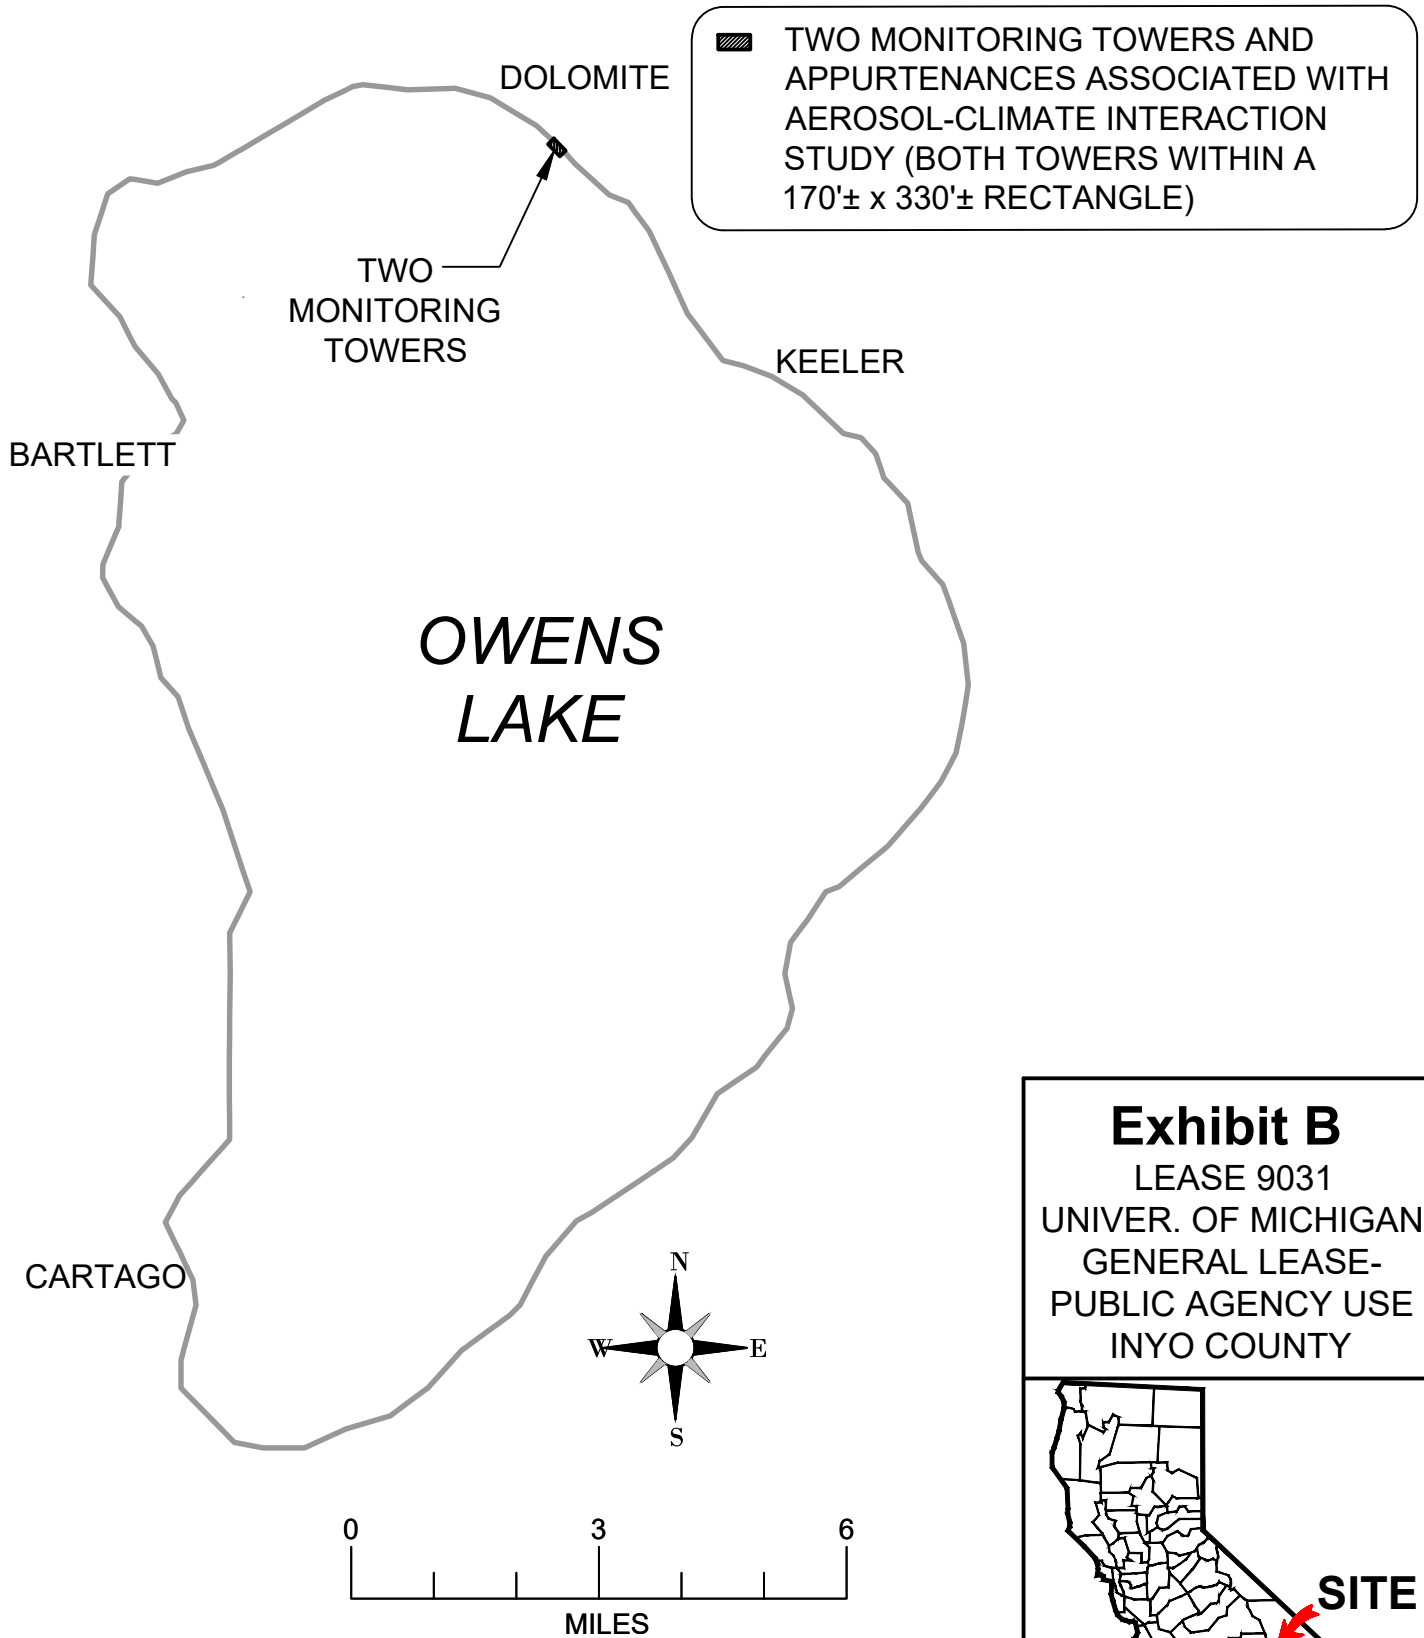 TWO MONITORING TOWERS AND
APPURTENANCES ASSOCIATED WITH
AEROSOL-CLIMATE INTERACTION
STUDY (BOTH TOWERS WITHIN A
170'± x 330'± RECTANGLE)
DOLOMITE
TWO
MONITORING
TOWERS
KEELER
BARTLETT
OWENS
LAKE
CARTAGO
N
W
E
S
0 3 6
MILES
Exhibit B
LEASE 9031
UNIVER. OF MICHIGAN
GENERAL LEASE-
PUBLIC AGENCY USE
INYO COUNTY
SITE